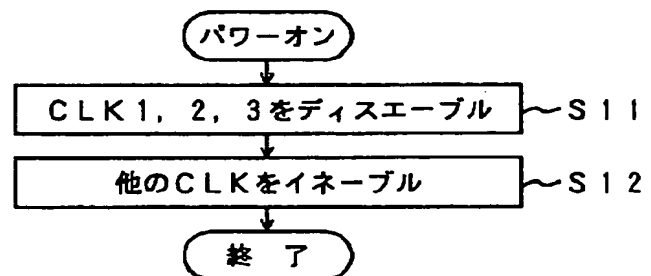 パワーオン
CLK1, 2, 3をディスエーブル ~S11
他のCLKをイネーブル ~S12
終了